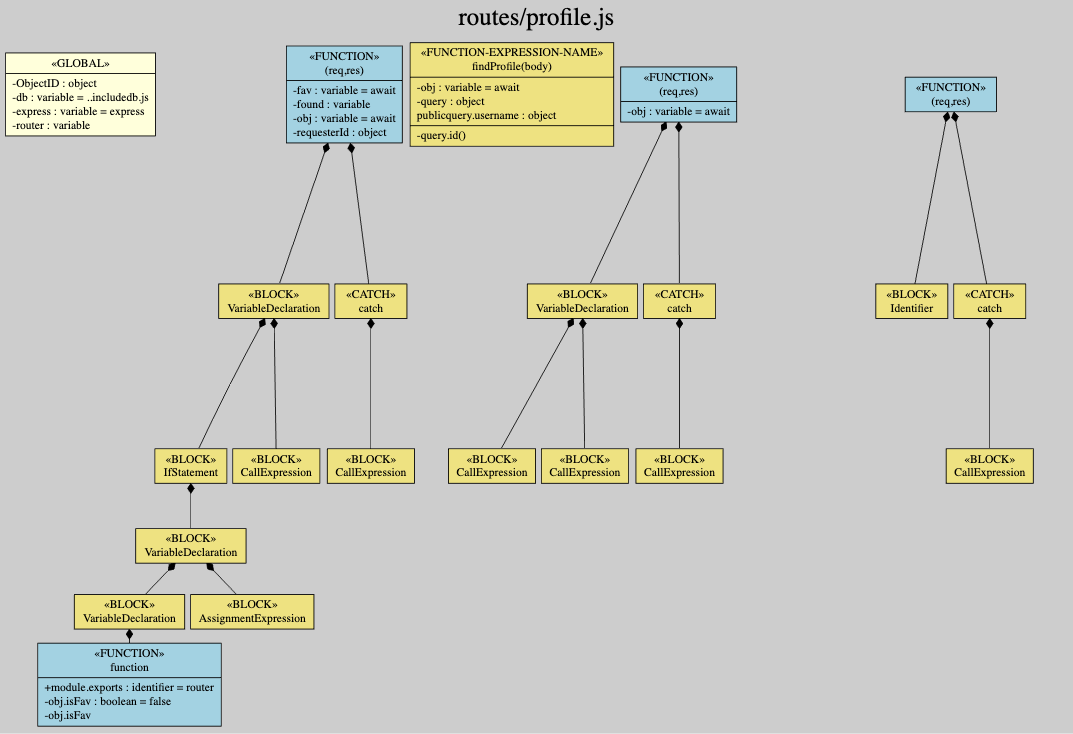 routes/profile.js
«GLOBAL»
-ObjectID : object
-db : variable = ..includedb.js
-express : variable = express
-router : variable
«FUNCTION»
(req,res)
-fav : variable = await
-found : variable
-obj : variable = await
-requesterId : object
«FUNCTION-EXPRESSION-NAME»
findProfile(body)
-obj : variable = await
-query : object
publicquery.username : object
-query.id()
«FUNCTION»
(req,res)
-obj : variable = await
«FUNCTION»
(req,res)
«BLOCK»
VariableDeclaration
«CATCH»
catch
«BLOCK»
VariableDeclaration
«CATCH»
catch
«BLOCK»
Identifier
«CATCH»
catch
«BLOCK»
IfStatement
«BLOCK»
CallExpression
«BLOCK»
CallExpression
«BLOCK»
CallExpression
«BLOCK»
CallExpression
«BLOCK»
CallExpression
«BLOCK»
CallExpression
«BLOCK»
VariableDeclaration
«BLOCK»
VariableDeclaration
«BLOCK»
AssignmentExpression
«FUNCTION»
function
+module.exports : identifier = router
-obj.isFav : boolean = false
-obj.isFav